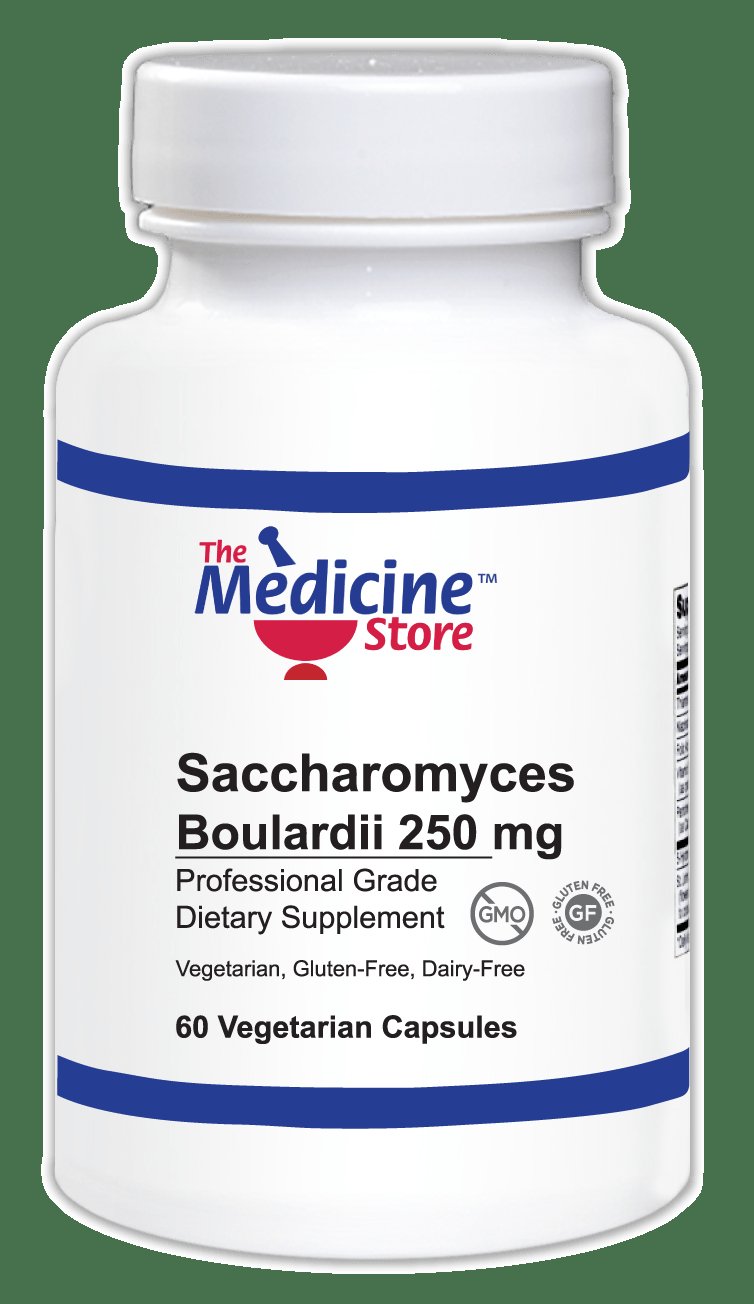 The
Medicine™
Store
Saccharomyces
Boulardii 250 mg
Professional Grade
Dietary Supplement
GMO
GLUTEN FREE · GLUTEN FREE ·
GF
Vegetarian, Gluten-Free, Dairy-Free
60 Vegetarian Capsules